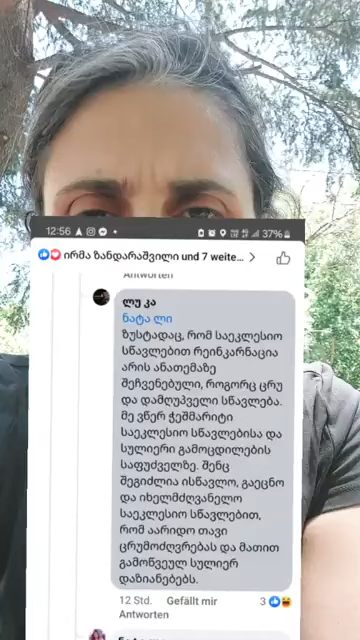 12:56
37%
ირმა ზანდარაშვილი und 7 weite...
Antworten
ლუ კა
ნატა ლი
ზუსტადაც, რომ საეკლესიო
სწავლებით რეინკარნაცია
არის ანათემაზე
შეჩვენებული, როგორც ცრუ
და დამღუპველი სწავლება.
მე ვწერ ჭეშმარიტი
საეკლესიო სწავლებისა და
სულიერი გამოცდილების
საფუძველზე. შენც
შეგიძლია ისწავლო, გაეცნო
და იხელმძღვანელო
საეკლესიო სწავლებით,
რომ აარიდო თავი
ცრუმოძღვრებას და მათით
გამოწვეულ სულიერ
დაზიანებებს.
12 Std. Gefällt mir 3
Antworten